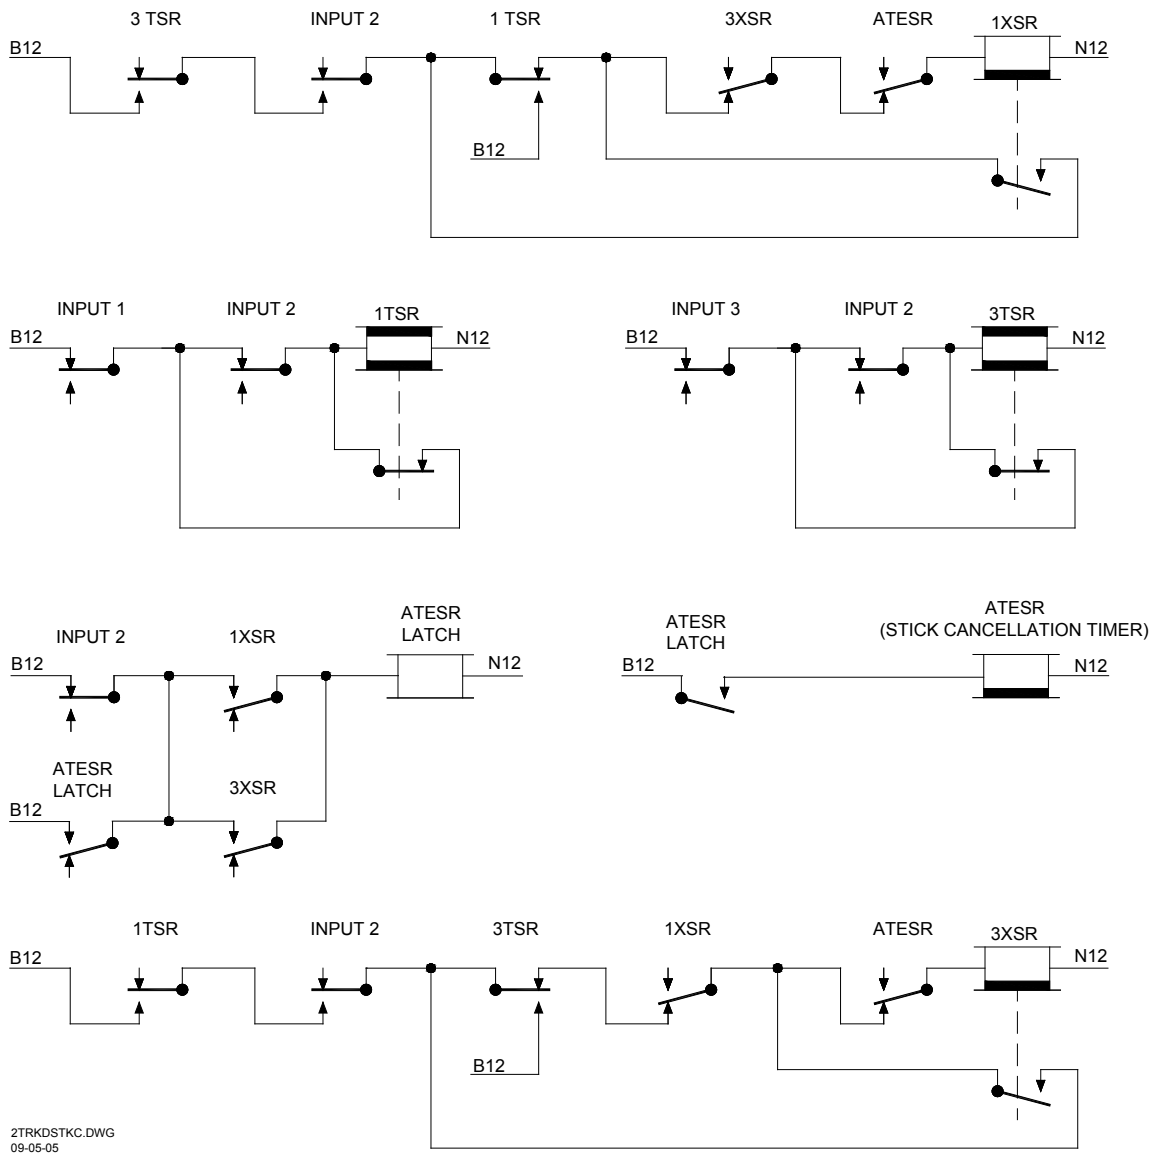 3 TSR INPUT 2 1 TSR 3XSR ATESR 1XSR
B12 N12
B12
INPUT 1 INPUT 2 1TSR INPUT 3 INPUT 2 3TSR
B12 N12 B12 N12
INPUT 2 1XSR ATESR
LATCH
B12 N12
ATESR
LATCH
3XSR
B12
ATESR
LATCH
ATESR
(STICK CANCELLATION TIMER)
B12 N12
1TSR INPUT 2 3TSR 1XSR ATESR 3XSR
B12 N12
B12
2TRKDSTKC.DWG
09-05-05